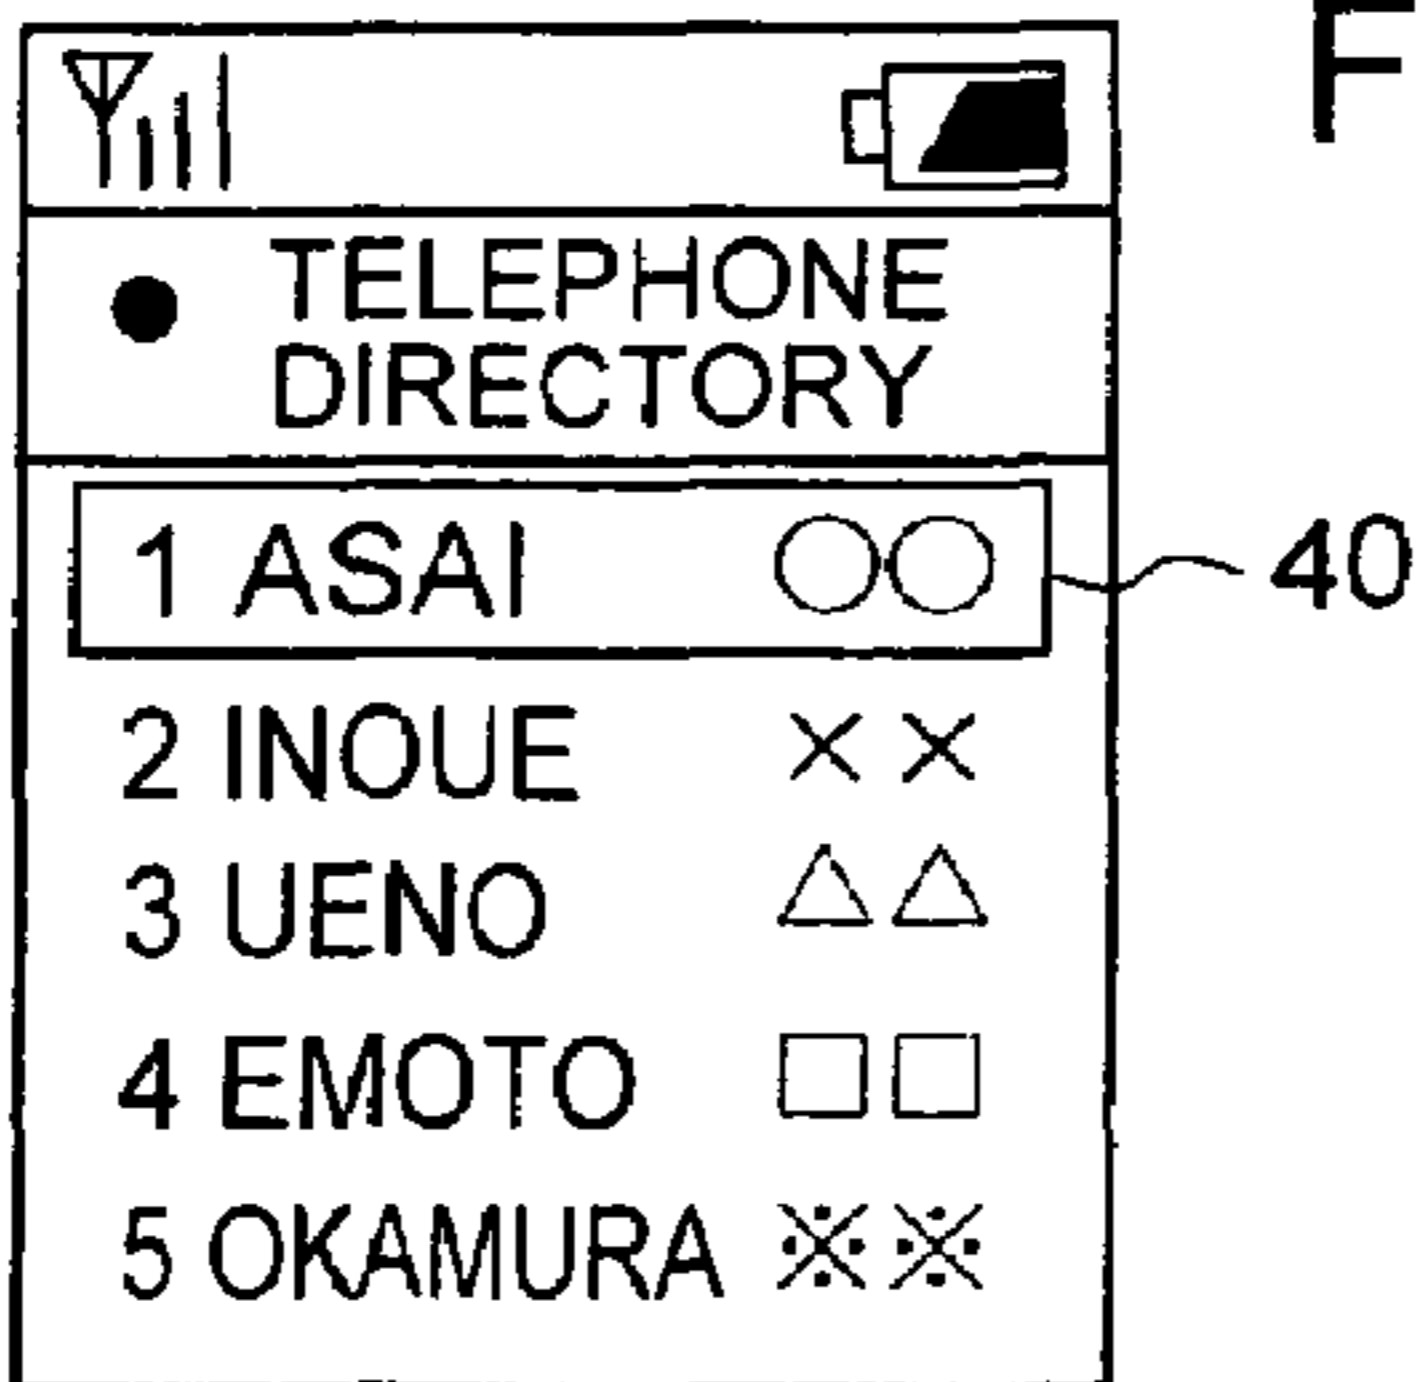 F
TELEPHONE
DIRECTORY
1 ASAI ○○
40
2 INOUE ××
3 UENO △△
4 EMOTO □□
5 OKAMURA ※※